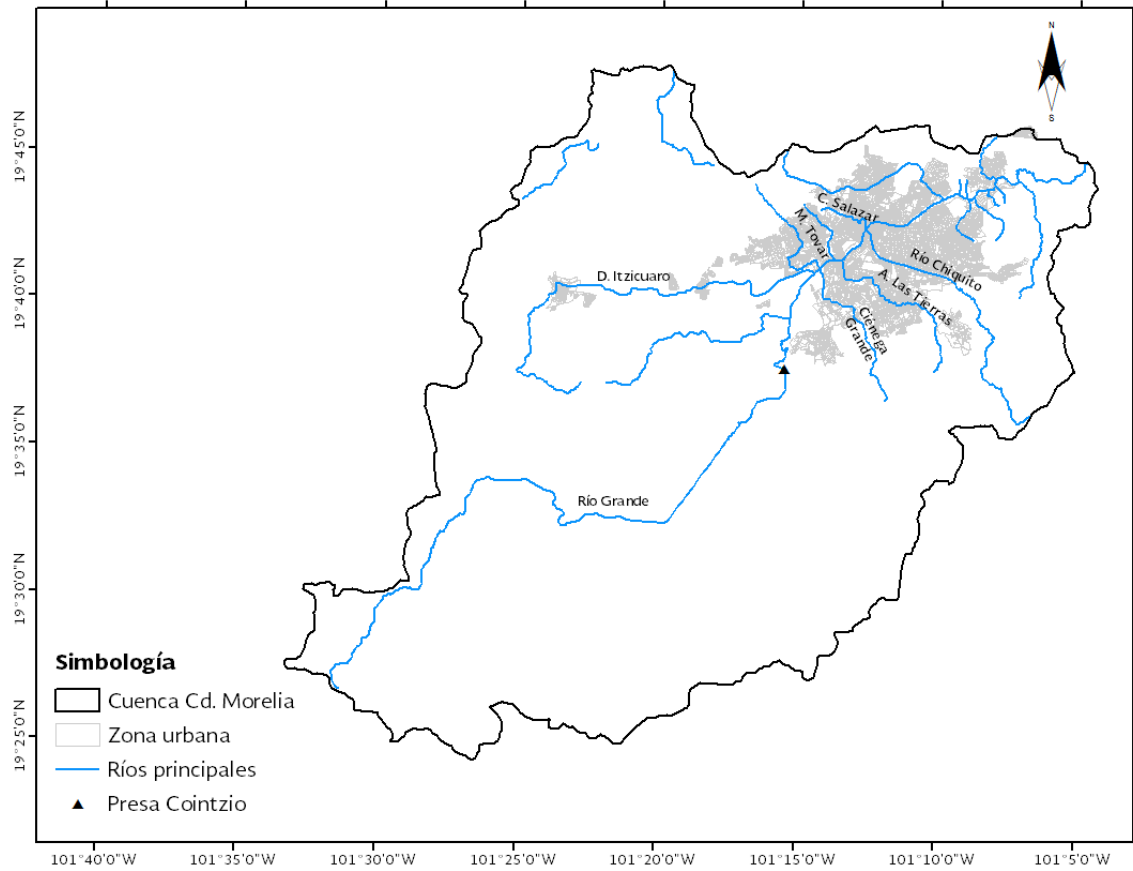 N
S
19°45'0"N
19°40'0"N
19°35'0"N
19°30'0"N
19°25'0"N
C. Salazar
M. Tovar
Río Chiquito
D. Itzicuaro
A. Las Tierras
Ciénega
Grande
Río Grande
Simbología
Cuenca Cd. Morelia
Zona urbana
Ríos principales
Presa Cointzio
101°40'0"W
101°35'0"W
101°30'0"W
101°25'0"W
101°20'0"W
101°15'0"W
101°10'0"W
101°5'0"W